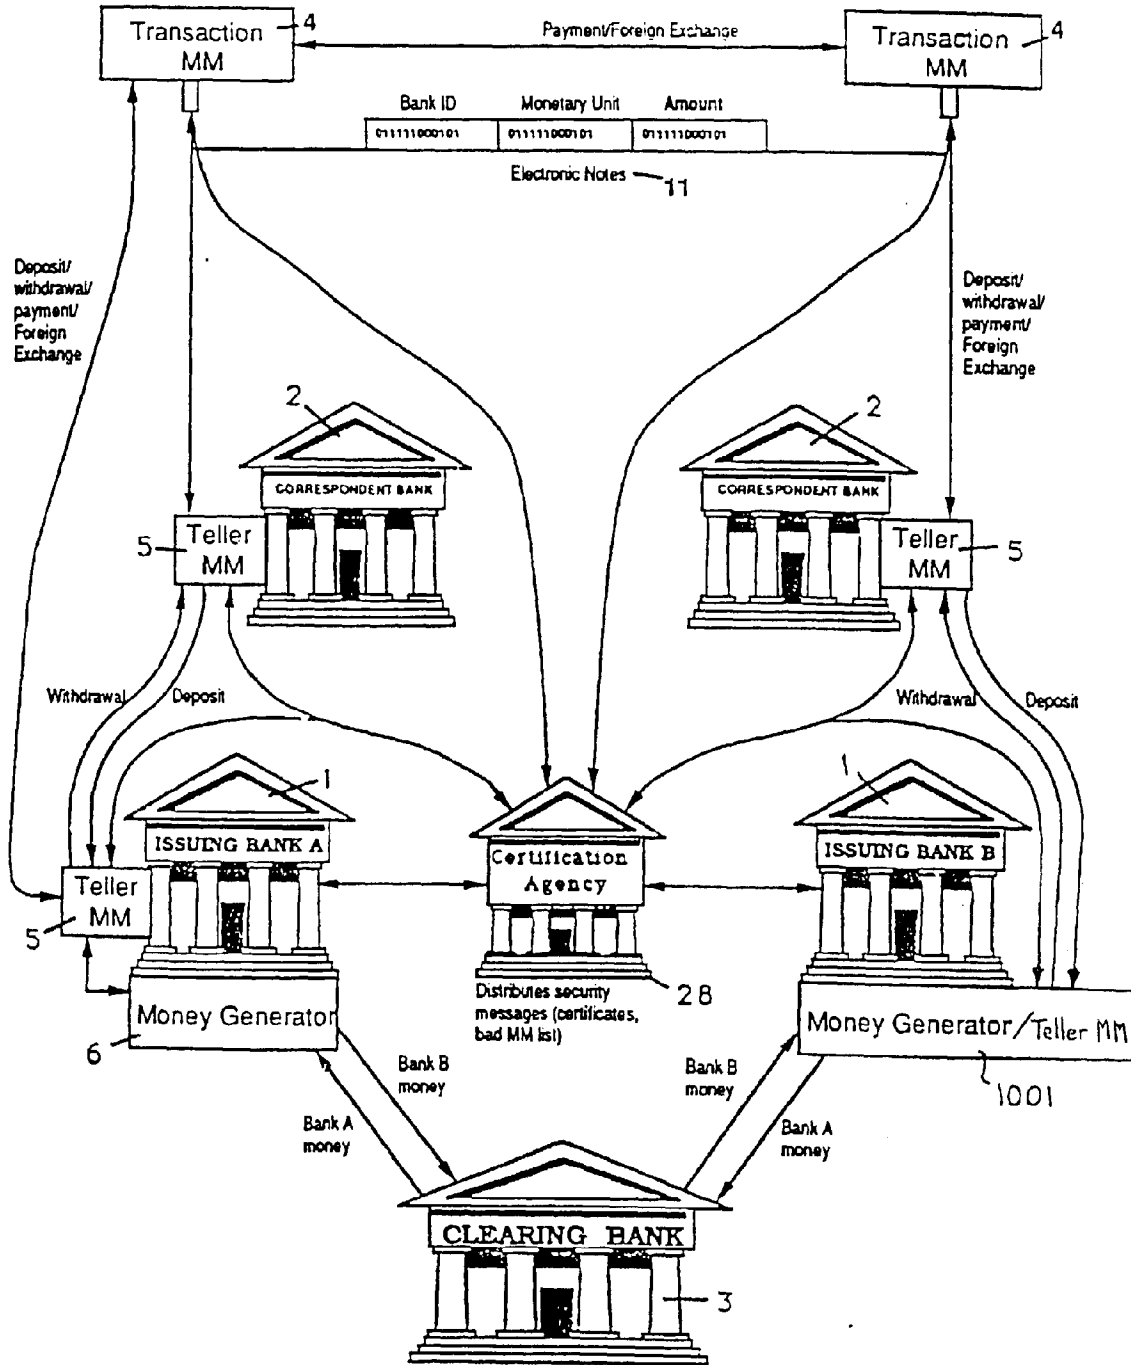 Transaction
MM
4
Payment/Foreign Exchange
Transaction
MM
4
Bank ID
Monetary Unit
Amount
011111000101
011111000101
011111000101
Electronic Notes
11
Deposit/
withdrawal/
payment/
Foreign
Exchange
Deposit/
withdrawal/
payment/
Foreign
Exchange
2
2
CORRESPONDENT BANK
CORRESPONDENT BANK
5
Teller
MM
Teller
MM
5
Withdrawal
Deposit
Withdrawal
Deposit
1
1
ISSUING BANK A
Certification
Agency
ISSUING BANK B
Teller
MM
5
28
Distributes security
messages (certificates,
bad MM list)
Money Generator
6
Money Generator/Teller MM
1001
Bank B
money
Bank A
money
Bank B
money
Bank A
money
CLEARING BANK
3